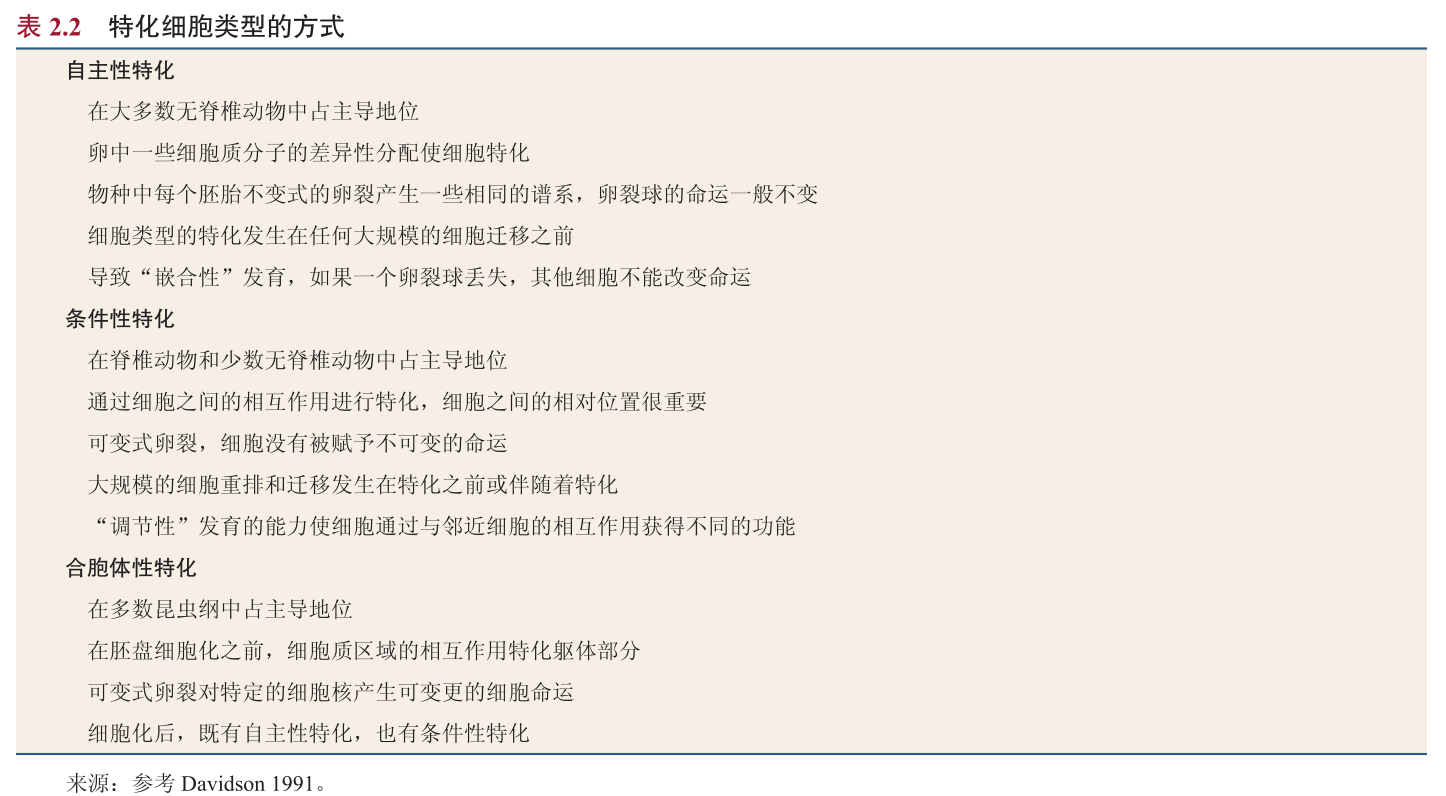 表 2.2 特化细胞类型的方式
自主性特化
在大多数无脊椎动物中占主导地位
卵中一些细胞质分子的差异性分配使细胞特化
物种中每个胚胎不变式的卵裂产生一些相同的谱系，卵裂球的命运一般不变
细胞类型的特化发生在任何大规模的细胞迁移之前
导致“嵌合性”发育，如果一个卵裂球丢失，其他细胞不能改变命运
条件性特化
在脊椎动物和少数无脊椎动物中占主导地位
通过细胞之间的相互作用进行特化，细胞之间的相对位置很重要
可变式卵裂，细胞没有被赋予不可变的命运
大规模的细胞重排和迁移发生在特化之前或伴随着特化
“调节性”发育的能力使细胞通过与邻近细胞的相互作用获得不同的功能
合胞体性特化
在多数昆虫纲中占主导地位
在胚盘细胞化之前，细胞质区域的相互作用特化躯体部分
可变式卵裂对特定的细胞核产生可变更的细胞命运
细胞化后，既有自主性特化，也有条件性特化
来源：参考 Davidson 1991。